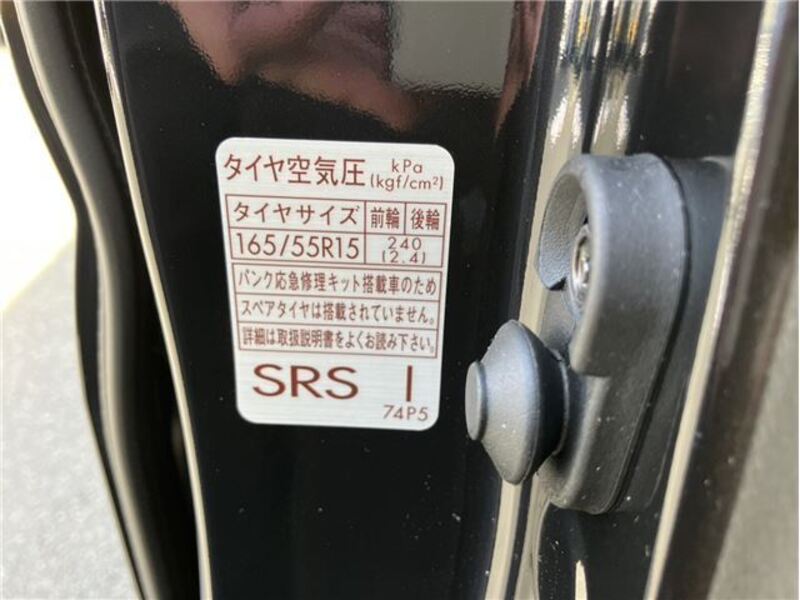 タイヤ空気圧 kPa (kgf/cm²)
タイヤサイズ 前輪 後輪
165/55R15 240 (2.4)
パンク応急修理キット搭載車のため
スペアタイヤは搭載されていません。
詳細は取扱説明書をよくお読み下さい。
SRS I
74P5